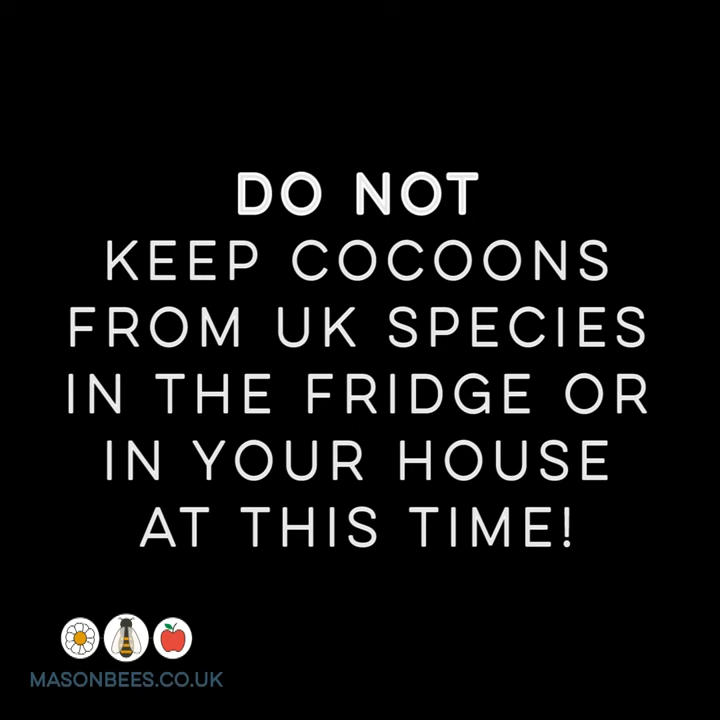 DO NOT
KEEP COCOONS
FROM UK SPECIES
IN THE FRIDGE OR
IN YOUR HOUSE
AT THIS TIME!
MASONBEES.CO.UK